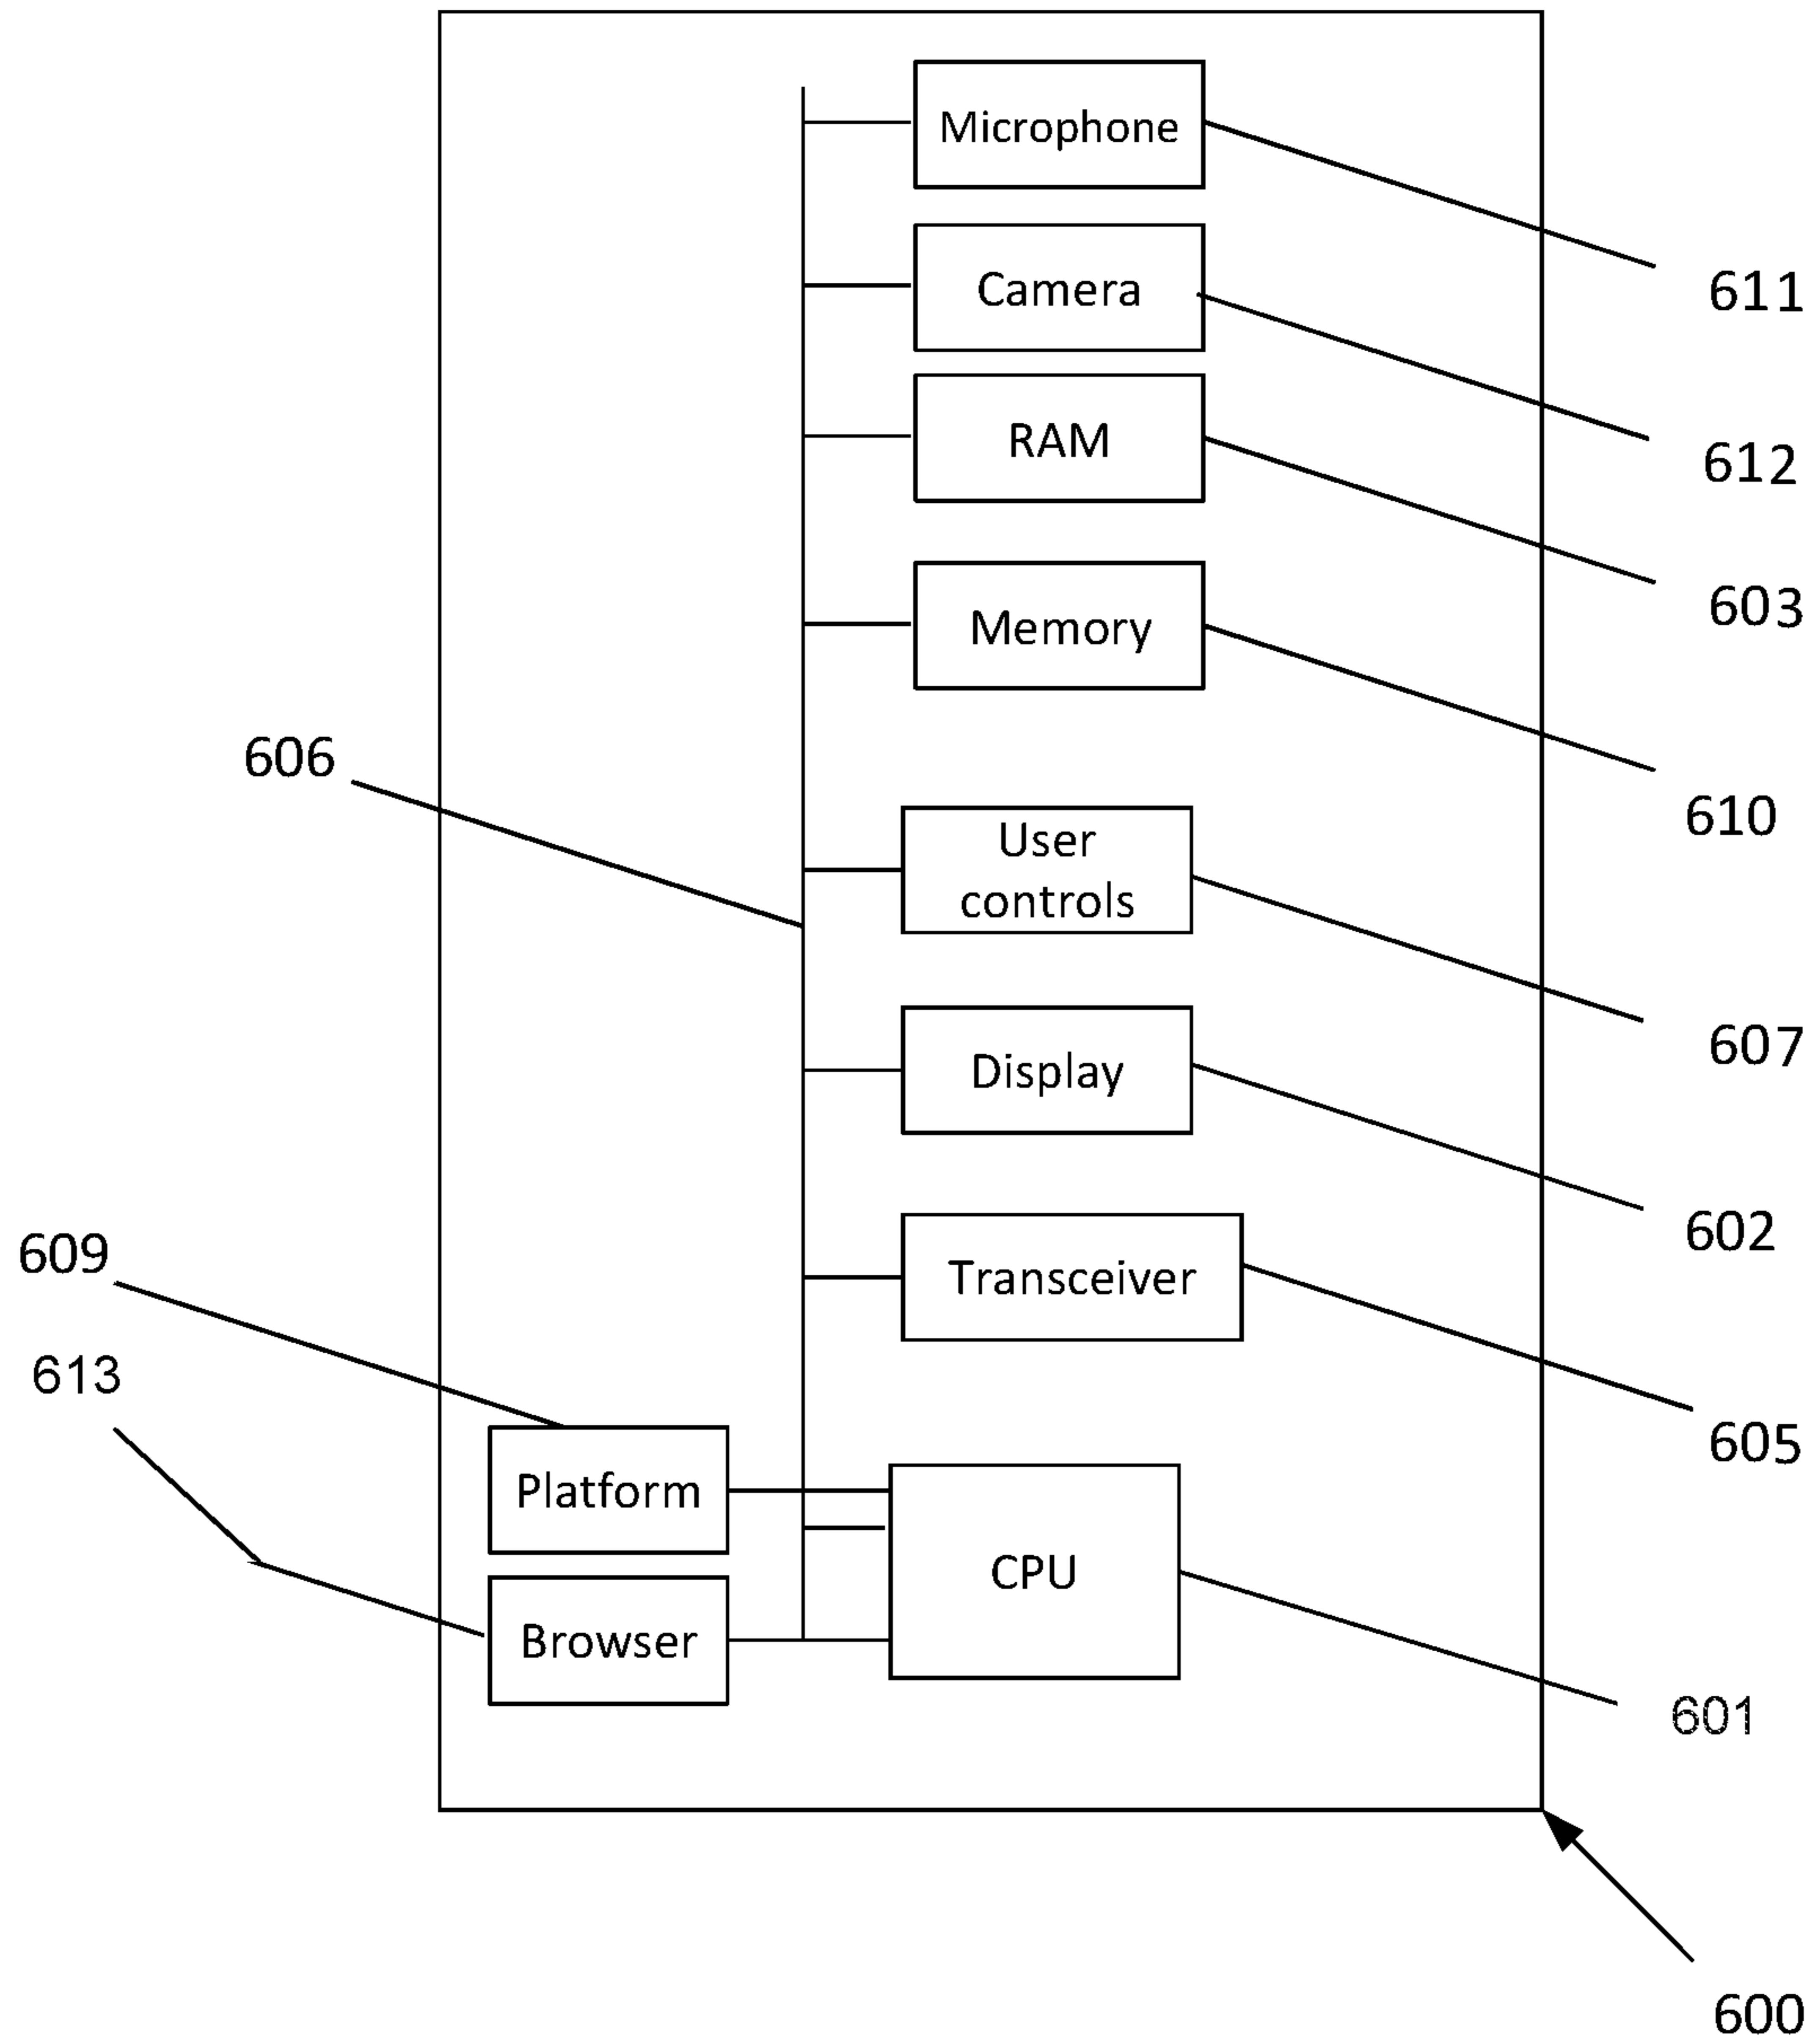 Microphone
611
Camera
612
RAM
603
Memory
610
606
User
controls
607
Display
602
609
Transceiver
613
605
Platform
CPU
Browser
601
600